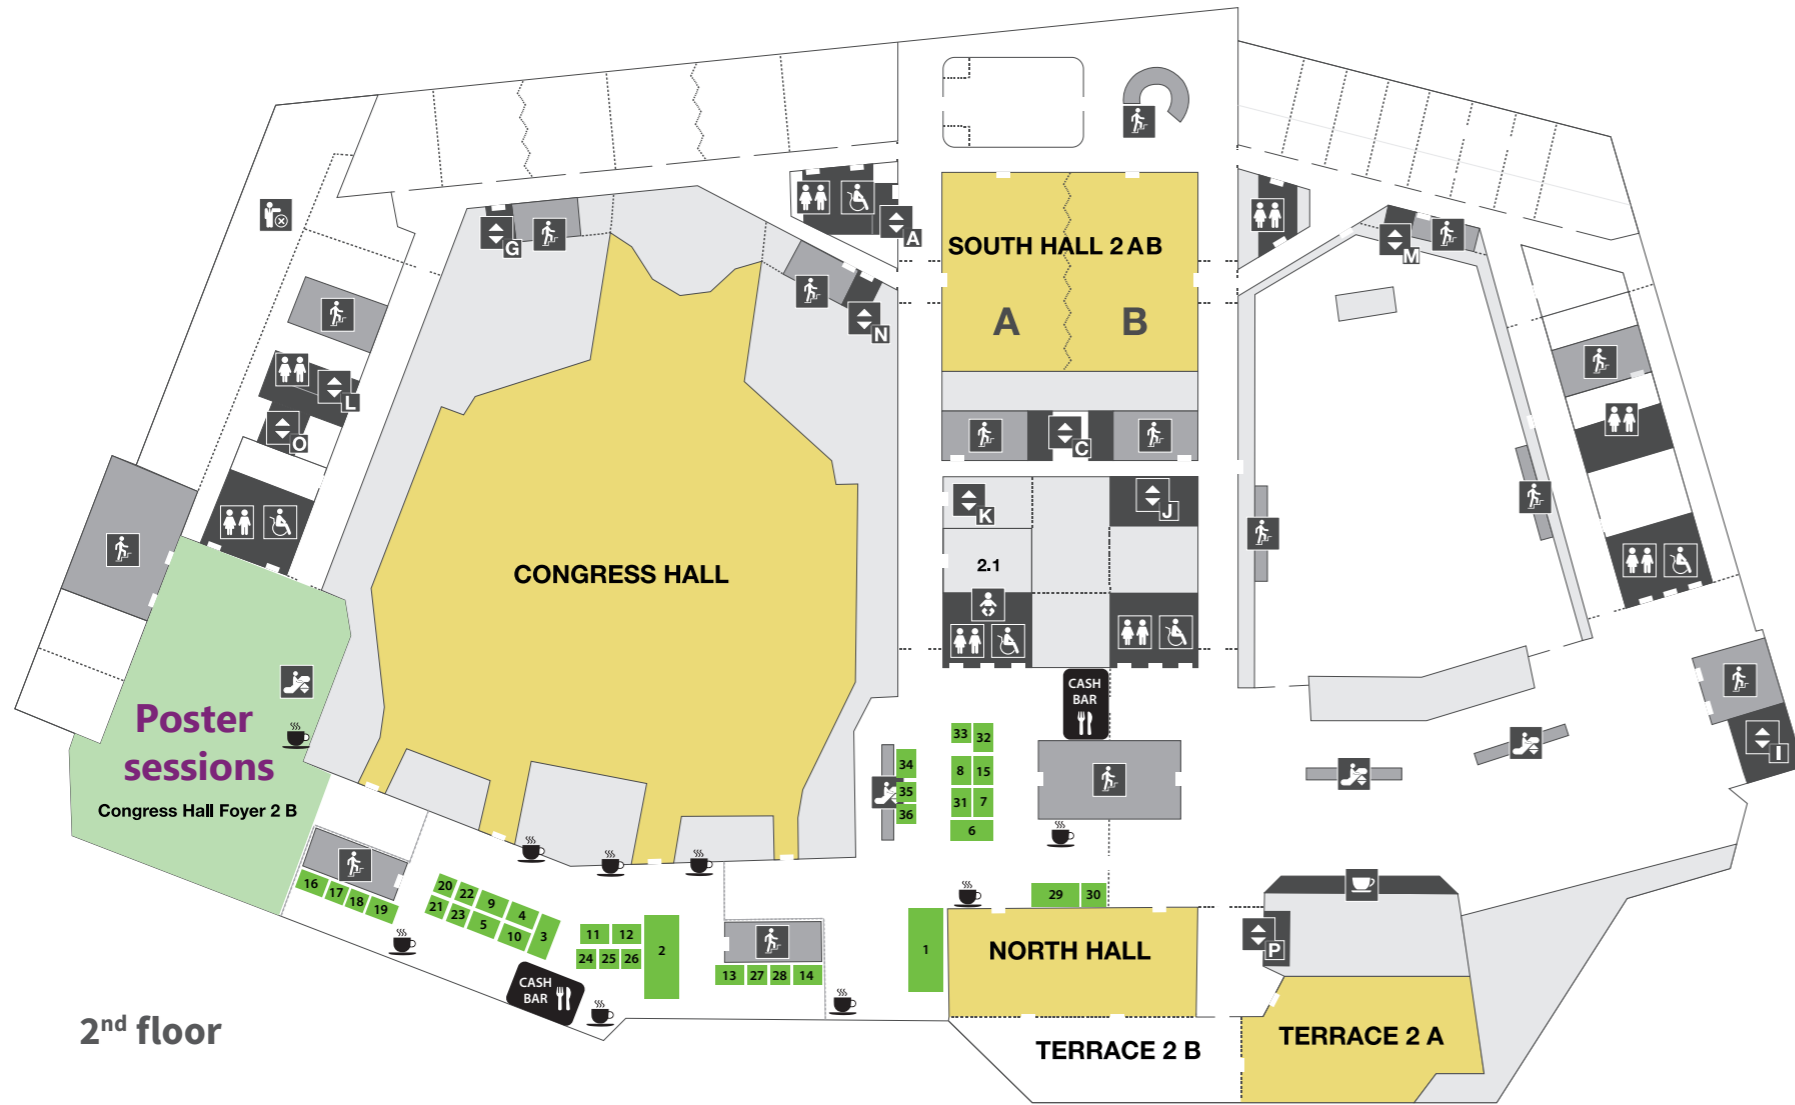 SOUTH HALL 2 AB
A
B
A
G
N
M
L
O
C
K
J
2.1
CONGRESS HALL
CASH
BAR
Poster
sessions
Congress Hall Foyer 2 B
I
33 32
34
8 15
35
31 7
36
6
16 17 18 19
20 22 9 4 3
21 23 5 10
11 12
24 25 26
2
13 27 28 14
1
29 30
NORTH HALL
P
CASH
BAR
TERRACE 2 B
TERRACE 2 A
2nd floor